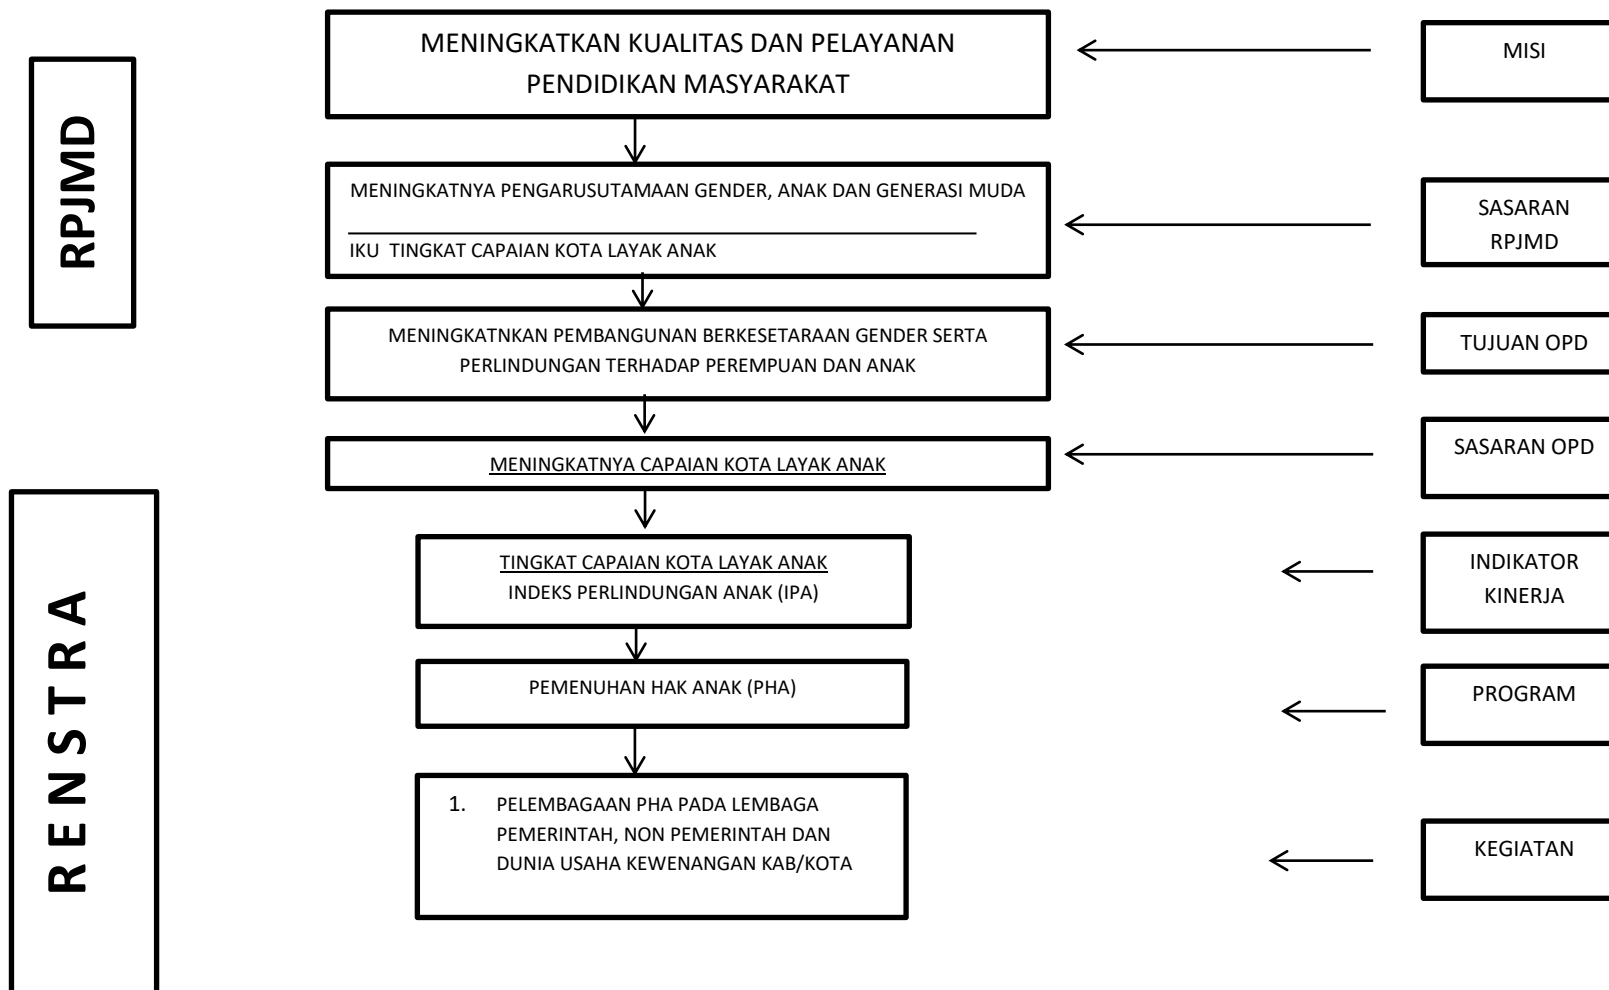 RPJMD
MENINGKATKAN KUALITAS DAN PELAYANAN
PENDIDIKAN MASYARAKAT
MISI
MENINGKATNYA PENGARUSUTAMAAN GENDER, ANAK DAN GENERASI MUDA
IKU  TINGKAT CAPAIAN KOTA LAYAK ANAK
SASARAN
RPJMD
MENINGKATNKAN PEMBANGUNAN BERKESETARAAN GENDER SERTA
PERLINDUNGAN TERHADAP PEREMPUAN DAN ANAK
TUJUAN OPD
MENINGKATNYA CAPAIAN KOTA LAYAK ANAK
SASARAN OPD
RENSTRA
TINGKAT CAPAIAN KOTA LAYAK ANAK
INDEKS PERLINDUNGAN ANAK (IPA)
INDIKATOR
KINERJA
PEMENUHAN HAK ANAK (PHA)
PROGRAM
1. PELEMBAGAAN PHA PADA LEMBAGA
PEMERINTAH, NON PEMERINTAH DAN
DUNIA USAHA KEWENANGAN KAB/KOTA
KEGIATAN